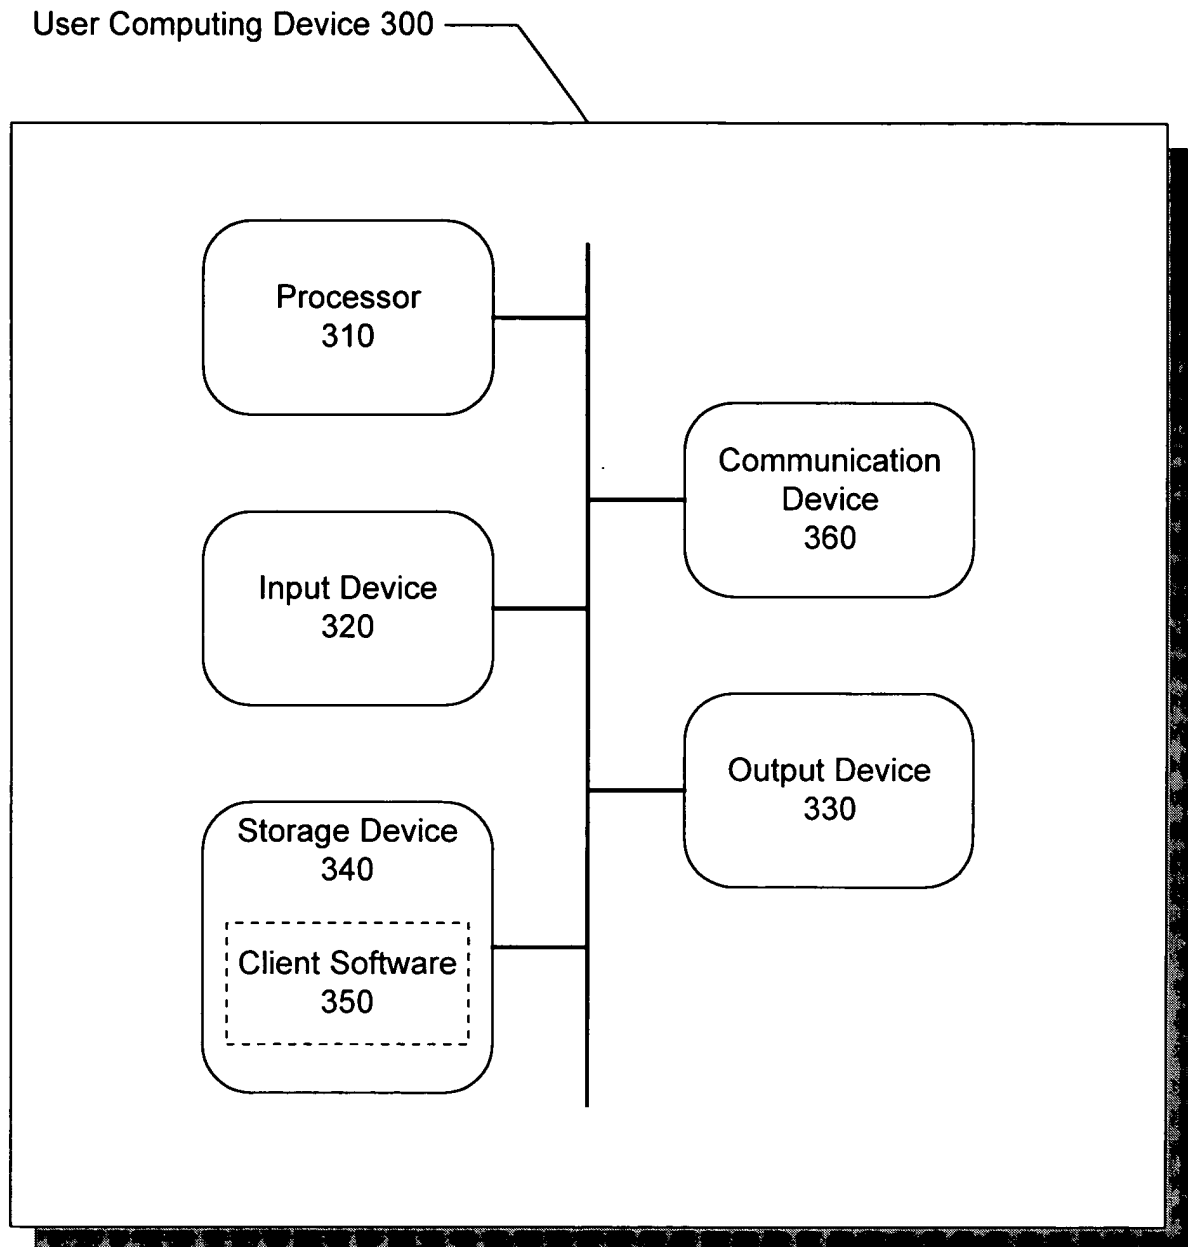 User Computing Device 300
Processor
310
Communication
Device
360
Input Device
320
Output Device
330
Storage Device
340
Client Software
350